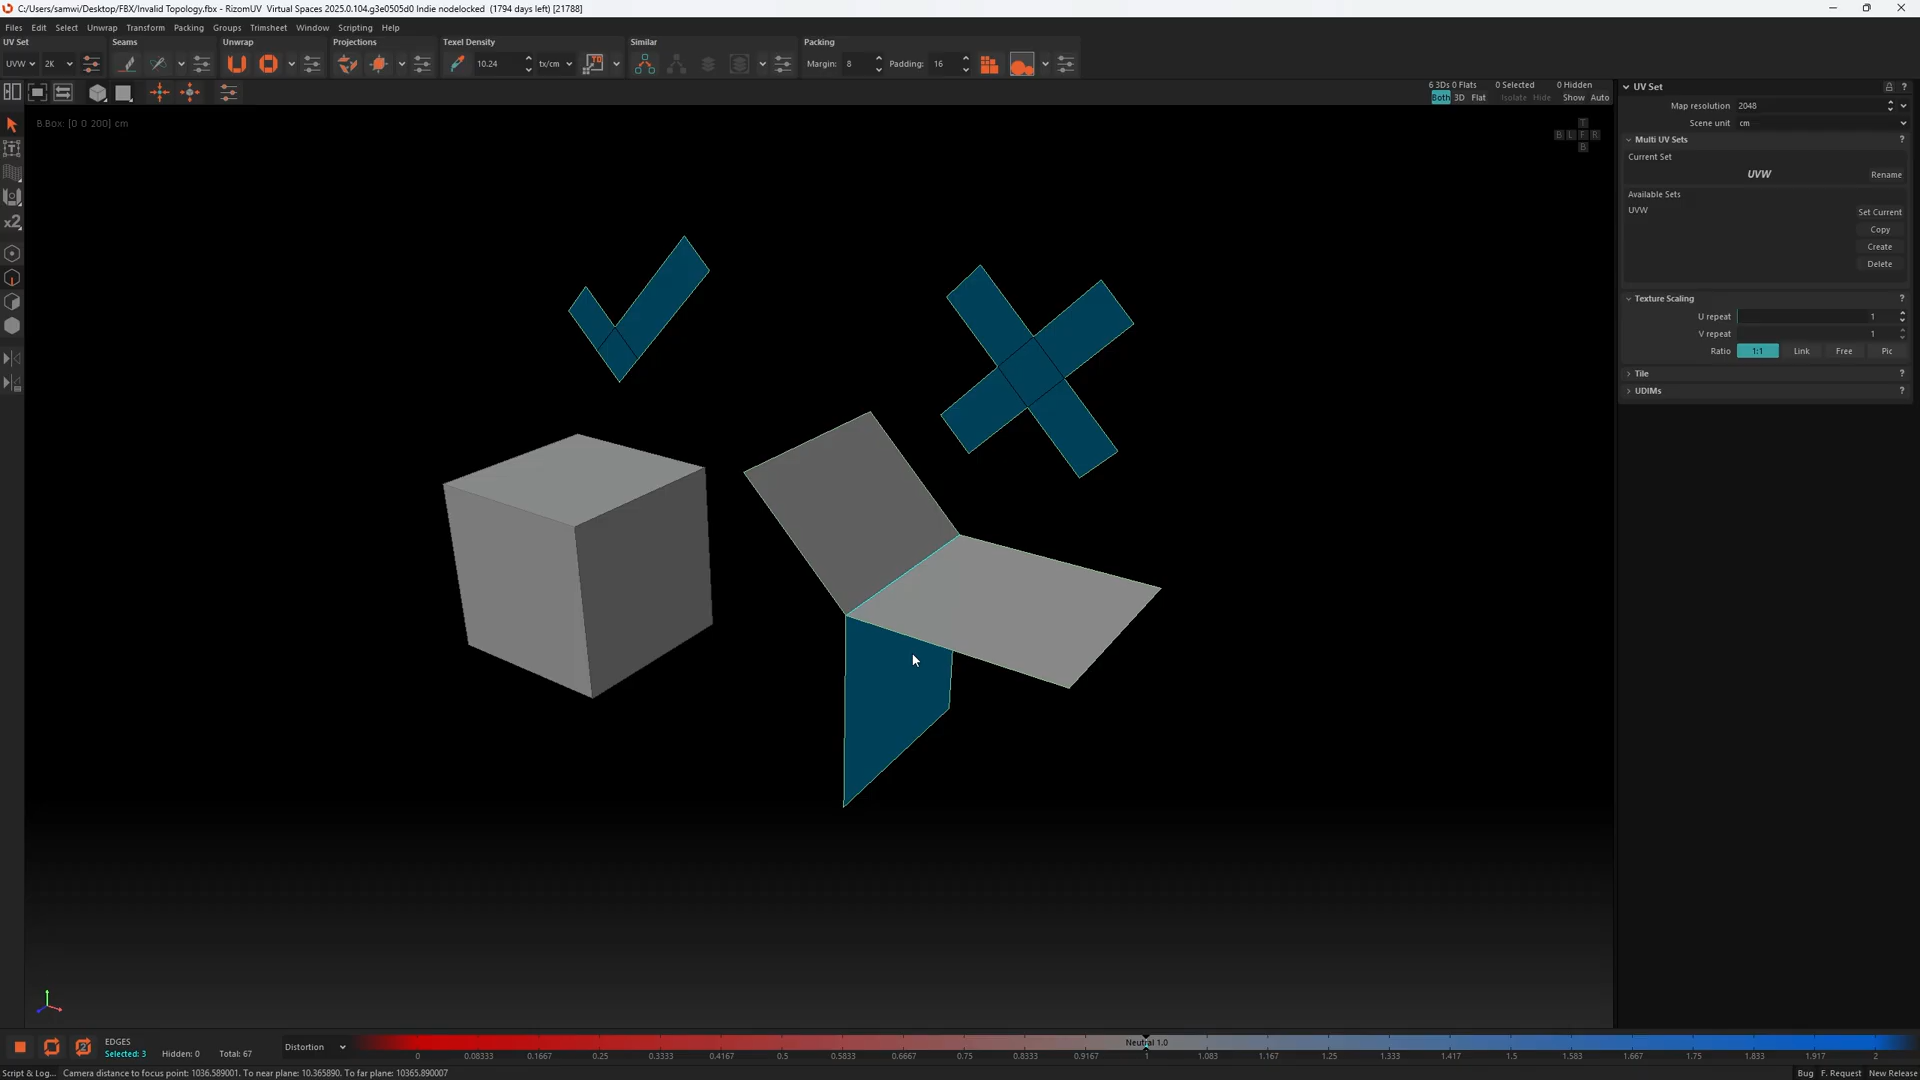 C:/Users/samwi/Desktop/FBX/Invalid Topology.fbx - RizomUV Virtual Spaces 2025.0.104.g3e0505d0 Indie nodelocked (1794 days left) [21788]
Files Edit Select Unwrap Transform Packing Groups Trimsheet Window Scripting Help
UV Set Seams Unwrap Projections Texel Density Similar Packing
UVW 2K 10.24 tx/cm TD Margin: 8 Padding: 16
6 3Ds 0 Flats 0 Selected 0 Hidden
Both 3D Flat Isolate Hide Show Auto
B.Box: [0 0 200] cm
T
B L F R
B
x2
UV Set ?
Map resolution 2048
Scene unit cm
Multi UV Sets ?
Current Set
UVW Rename
Available Sets
UVW Set Current
Copy
Create
Delete
Texture Scaling ?
U repeat 1
V repeat 1
Ratio 1:1 Link Free Pic
Tile ?
UDIMs ?
EDGES
Selected: 3 Hidden: 0 Total: 67
Distortion
Neutral 1.0
0 0.08333 0.1667 0.25 0.3333 0.4167 0.5 0.5833 0.6667 0.75 0.8333 0.9167 1 1.083 1.167 1.25 1.333 1.417 1.5 1.583 1.667 1.75 1.833 1.917 2
Script & Log... Camera distance to focus point: 1036.589001. To near plane: 10.365890. To far plane: 10365.890007
Bug F. Request New Release